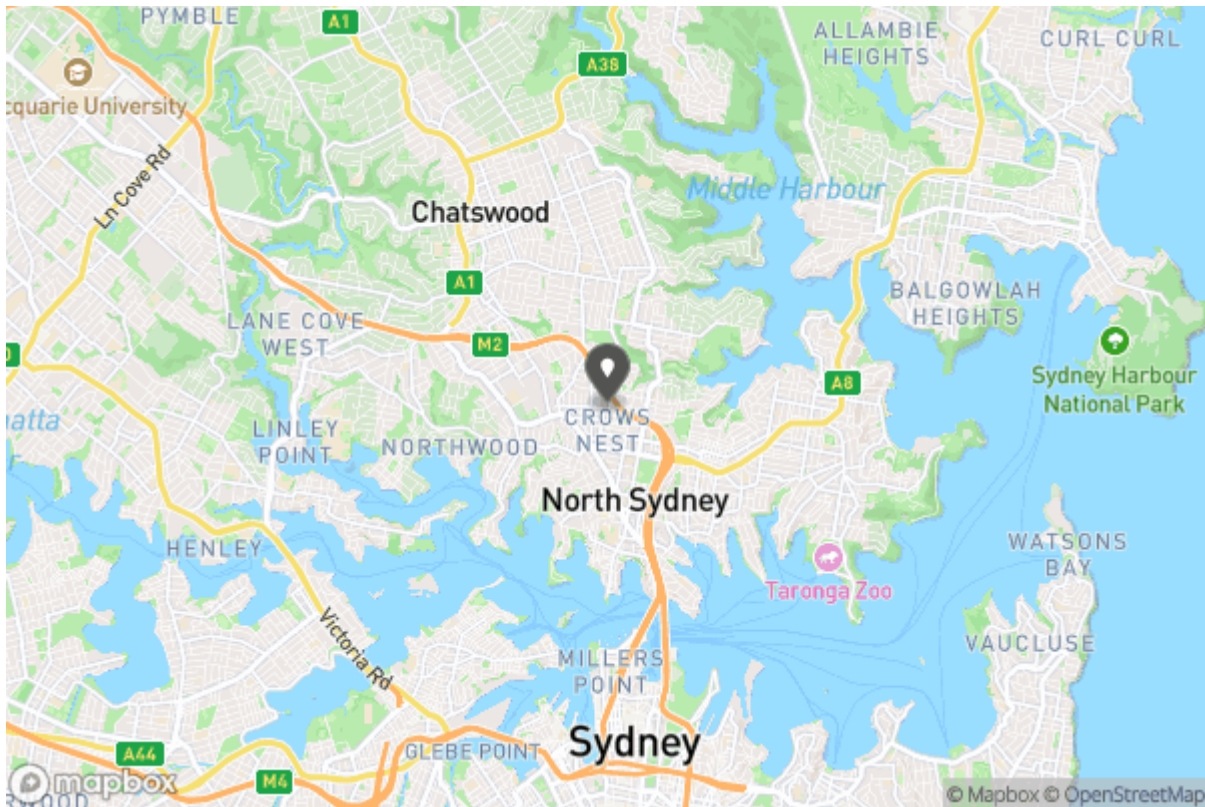 PYMBLE
A1
A38
ALLAMBIE
HEIGHTS
CURL CURL
cquarie University
Ln Cove Rd
Middle Harbour
Chatswood
A1
BALGOWLAH
HEIGHTS
LANE COVE
WEST
M2
Sydney Harbour
National Park
A8
CROWS
NEST
LINLEY
POINT
NORTHWOOD
North Sydney
HENLEY
WATSONS
BAY
Taronga Zoo
Victoria Rd
VAUCLUSE
MILLERS
POINT
Sydney
GLEBE POINT
A44
M4
mapbox
© Mapbox © OpenStreetMap